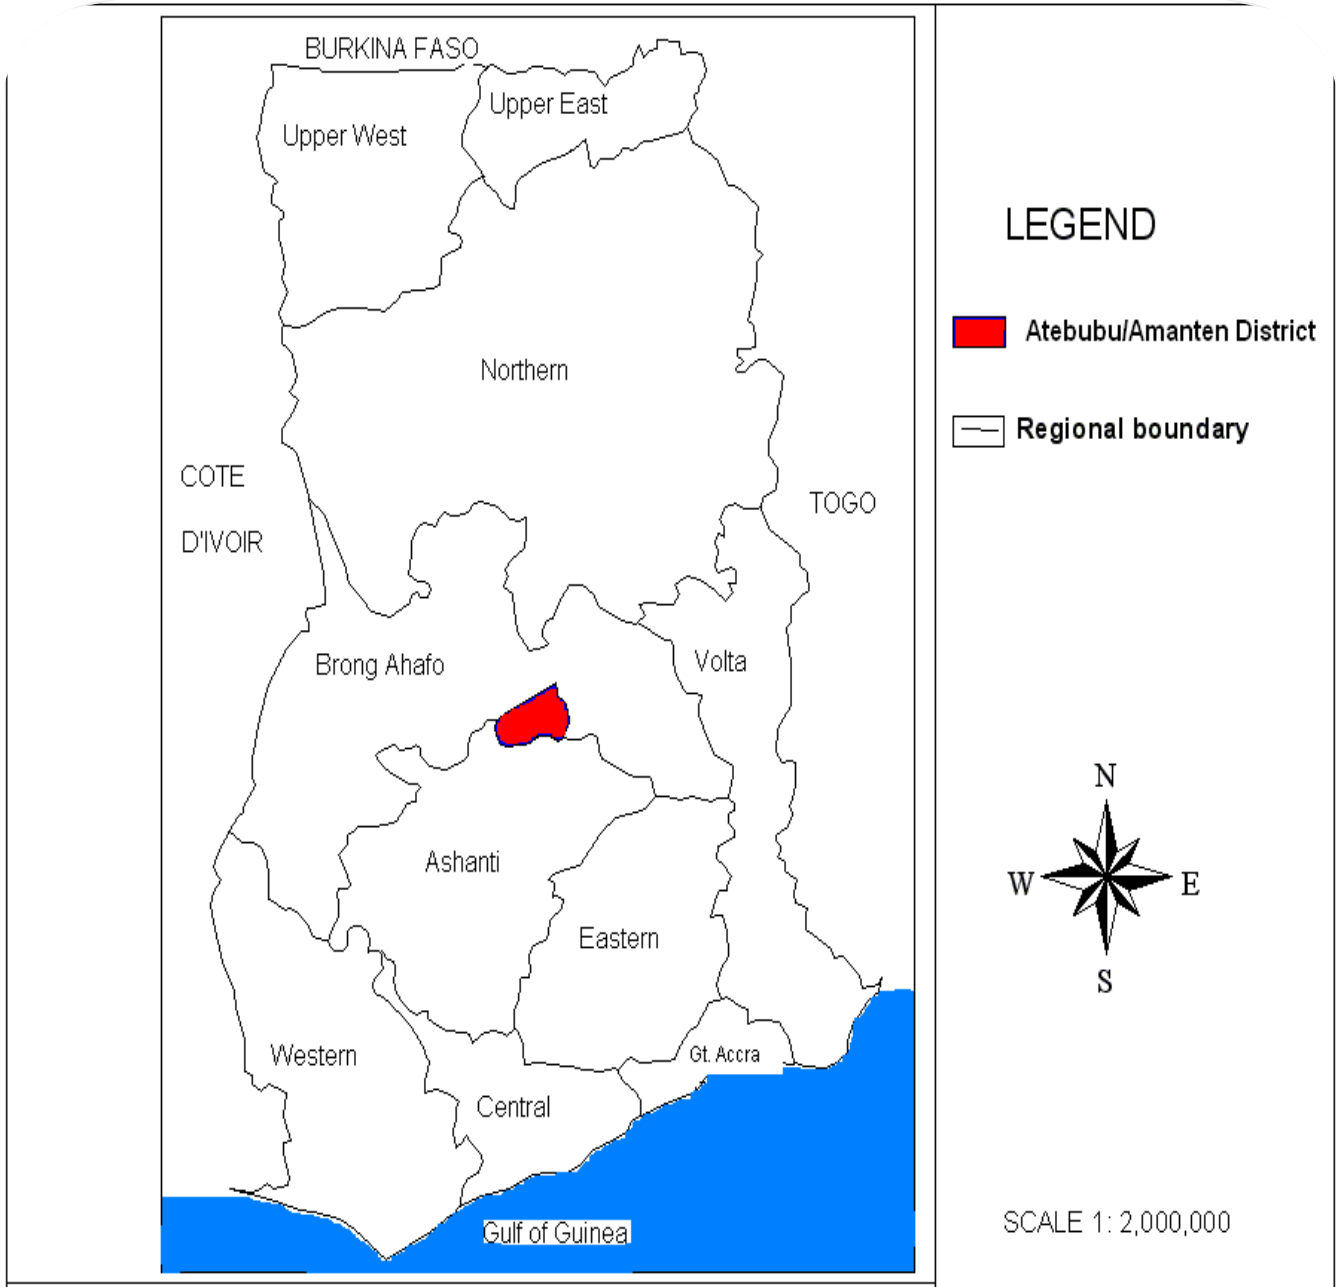 BURKINA FASO
Upper East
Upper West
LEGEND
Atebubu/Amanten District
Northern
Regional boundary
COTE
D'IVOIR
TOGO
Brong Ahafo
Volta
N
W
E
S
Ashanti
Eastern
Western
Gt. Accra
Central
Gulf of Guinea
SCALE 1: 2,000,000